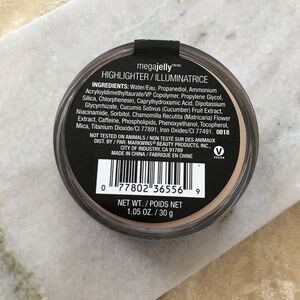 megajelly
HIGHLIGHTER / ILLUMINATRICE
INGREDIENTS: Water/Eau, Propanediol, Ammonium
Acryloyldimethyltaurate/VP Copolymer, Propylene Glycol,
Silica, Chlorphenesin, Caprylhydroxamic Acid, Dipotassium
Glycyrrhizate, Cucumis Sativus (Cucumber) Fruit Extract,
Niacinamide, Sorbitol, Chamomilla Recutita (Matricaria) Flower
Extract, Caffeine, Phospholipids, Phenoxyethanol, Tocopherol,
Mica, Titanium Dioxide/CI 77891, Iron Oxides/CI 77491. 0818
NOT TESTED ON ANIMALS / NON TESTÉ SUR DES ANIMAUX
DIST. BY / PAR: MARKWINS® BEAUTY PRODUCTS, INC.
CITY OF INDUSTRY, CA 91789
MADE IN CHINA / FABRIQUÉ EN CHINE
V
VEGAN
0 77802 36556 9
NET WT. / POIDS NET
1.05 OZ. / 30 g